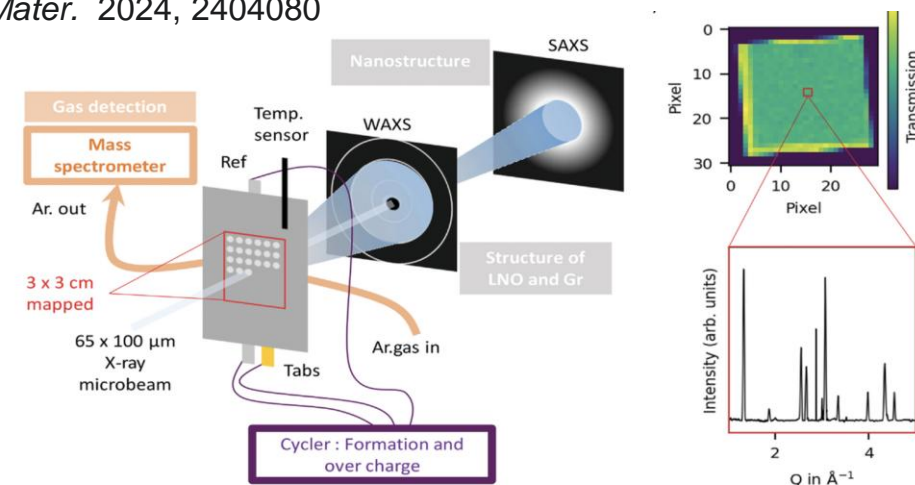 Mater. 2024, 2404080
SAXS
Nanostructure
Gas detection
Temp.
sensor
WAXS
Mass
spectrometer
Ref
Ar. out
Structure of
LNO and Gr
3 x 3 cm
mapped
65 x 100 µm
X-ray
microbeam
Ar.gas in
Tabs
Cycler : Formation and
over charge
0
10
20
30
Pixel
0
10
20
Pixel
Transmission
Intensity (arb. units)
2
4
Q in Å⁻¹